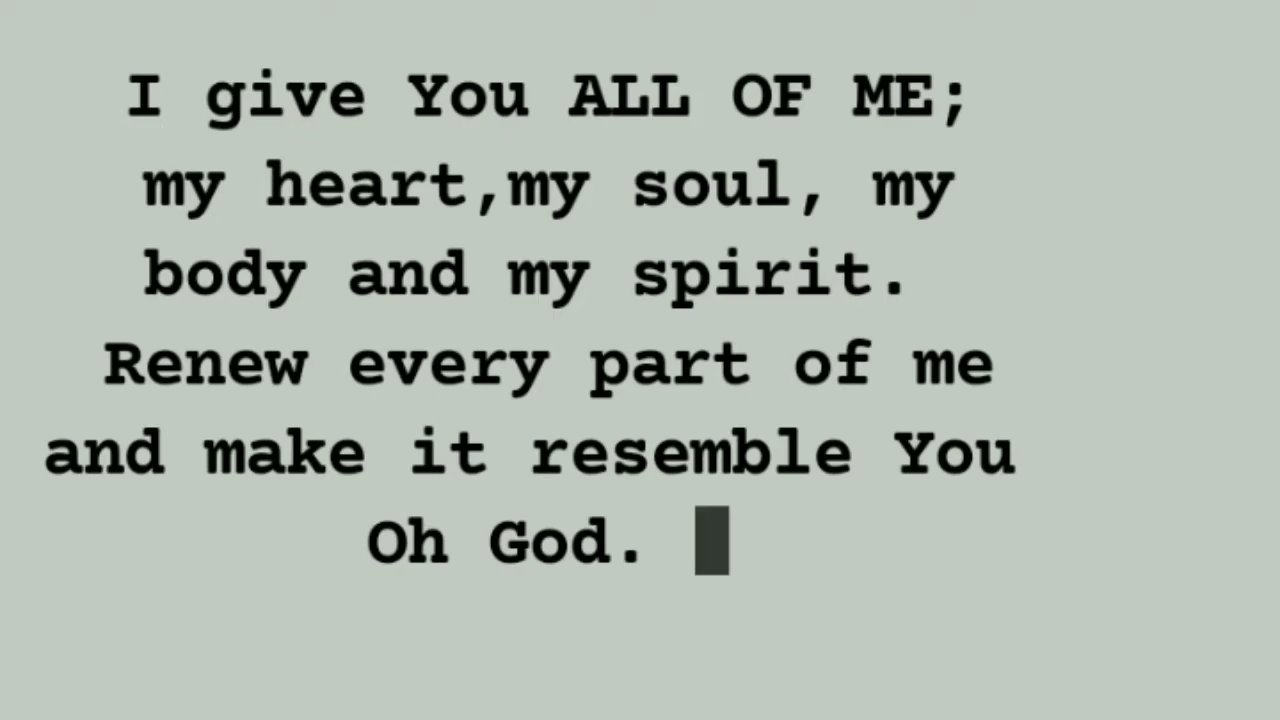 I give You ALL OF ME;
my heart,my soul, my
body and my spirit.
Renew every part of me
and make it resemble You
Oh God.